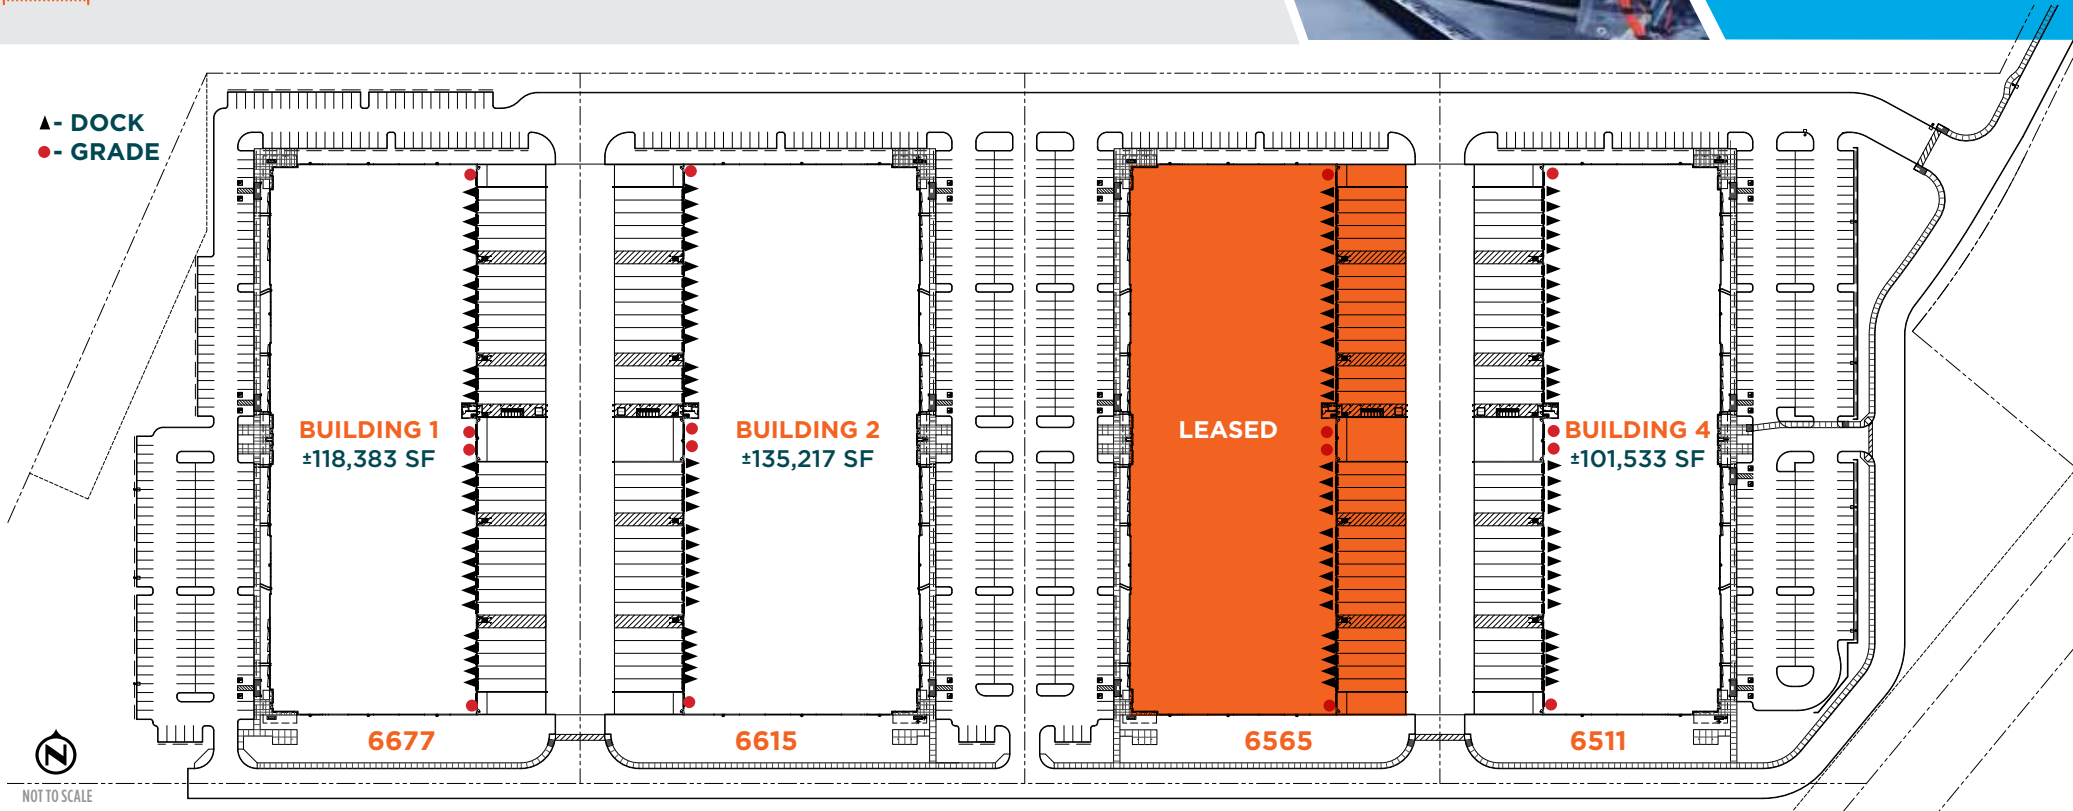 ▲- DOCK
●- GRADE
BUILDING 1
±118,383 SF
BUILDING 2
±135,217 SF
LEASED
BUILDING 4
±101,533 SF
6677
6615
6565
6511
N
NOT TO SCALE